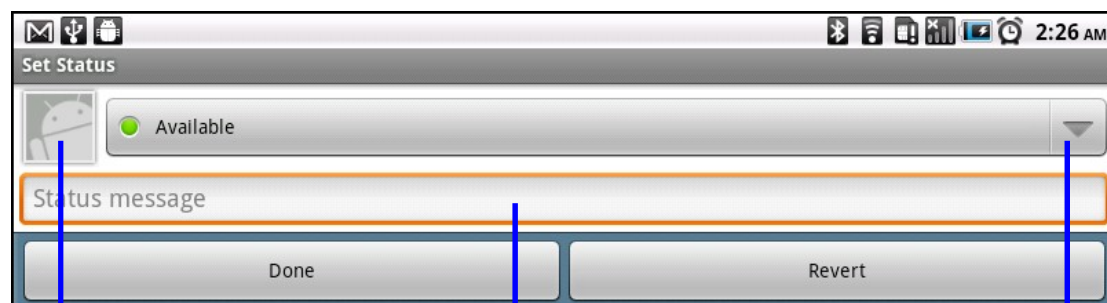 2:26 AM
Set Status
Available
Status message
Done
Revert